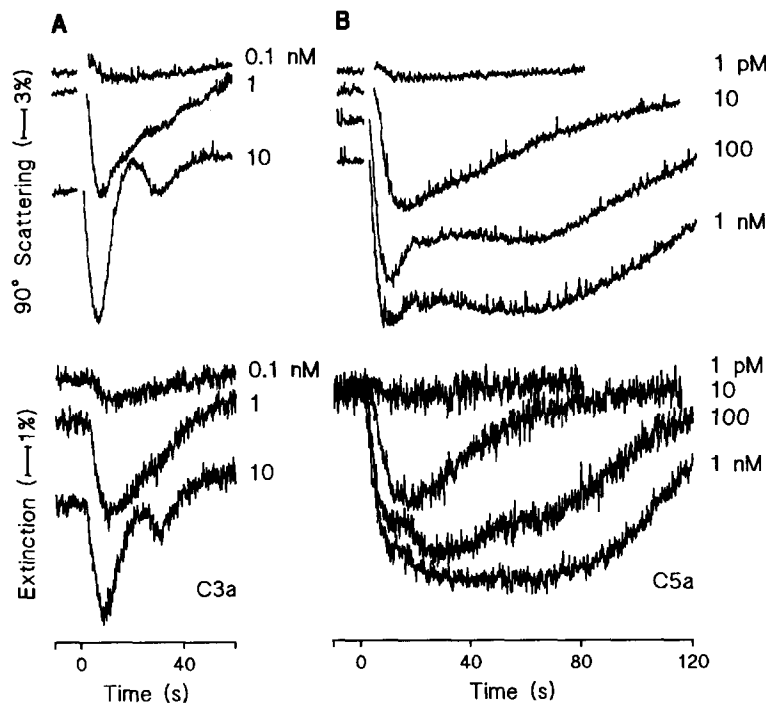 A
B
90° Scattering (⊢⊣3%)
0.1 nM
1
10
1 pM
10
100
1 nM
Extinction (⊢⊣1%)
0.1 nM
1
10
C3a
1 pM
10
100
1 nM
C5a
0 40
Time (s)
0 40 80 120
Time (s)